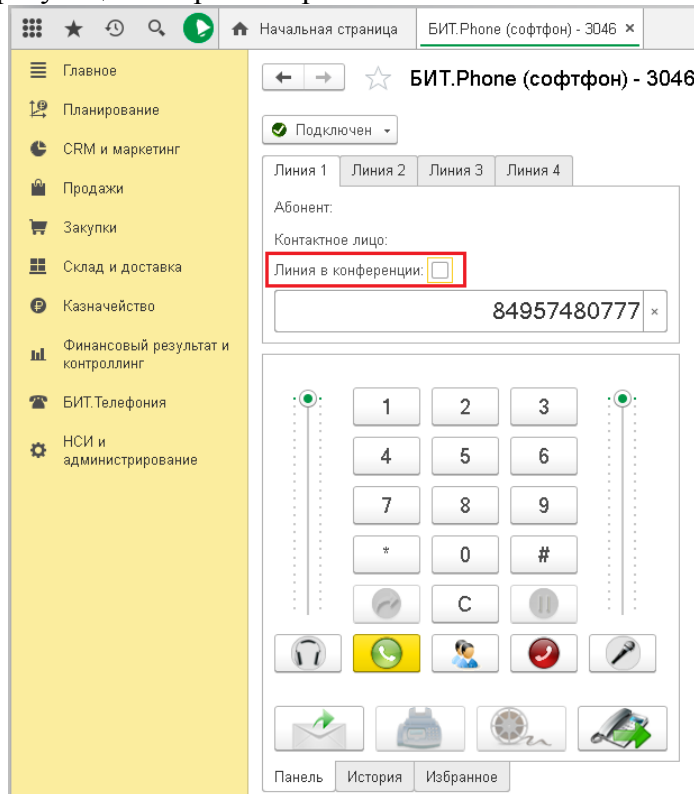 Начальная страница
БИТ.Phone (софтфон) - 3046 ×
Главное
Планирование
CRM и маркетинг
Продажи
Закупки
Склад и доставка
Казначейство
Финансовый результат и
контроллинг
БИТ.Телефония
НСИ и
администрирование
БИТ.Phone (софтфон) - 3046
Подключен
Линия 1 Линия 2 Линия 3 Линия 4
Абонент:
Контактное лицо:
Линия в конференции:
84957480777 ×
1 2 3
4 5 6
7 8 9
* 0 #
C
Панель История Избранное